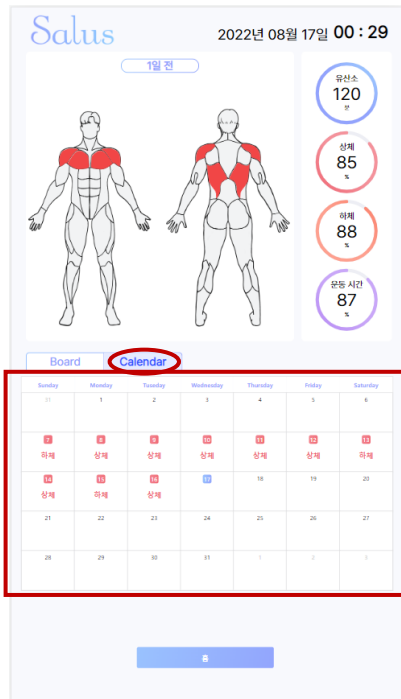 Salus
2022년 08월 17일 00 : 29
1일 전
유산소
120
분
상체
85
%
하체
88
%
운동 시간
87
%
Board Calendar
Sunday Monday Tuesday Wednesday Thursday Friday Saturday
31 1 2 3 4 5 6
7 8 9 10 11 12 13
하체 상체 상체 상체 상체 상체 하체
14 15 16 17 18 19 20
상체 하체 상체
21 22 23 24 25 26 27
28 29 30 31 1 2 3
홈